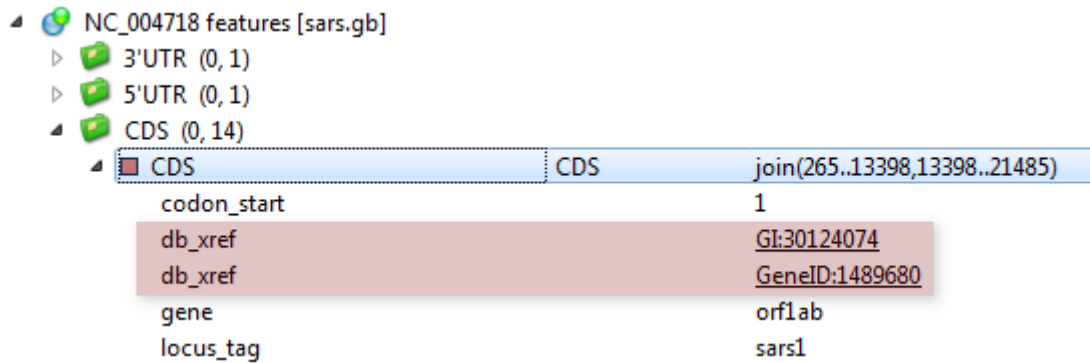 NC_004718 features [sars.gb]
3'UTR (0, 1)
5'UTR (0, 1)
CDS (0, 14)
CDS CDS join(265..13398,13398..21485)
codon_start 1
db_xref GI:30124074
db_xref GeneID:1489680
gene orf1ab
locus_tag sars1